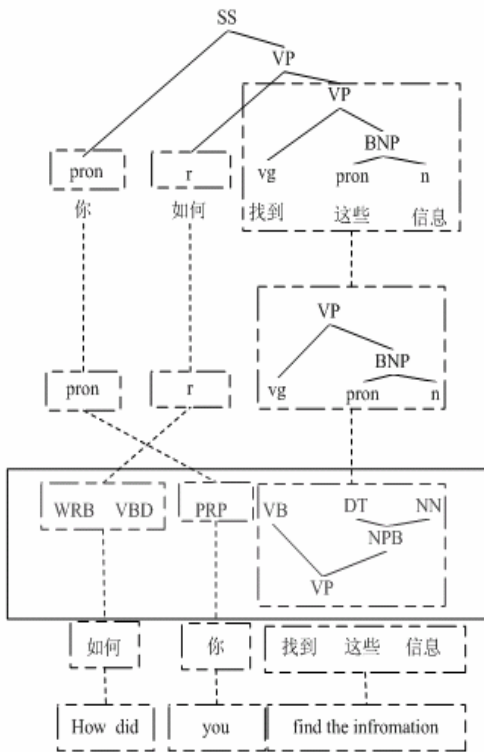 SS
VP
VP
BNP
pron r vg pron n
你 如何 找到 这些 信息
VP
BNP
pron r vg pron n
WRB VBD PRP VB DT NN
NPB
VP
如何 你 找到 这些 信息
How did you find the infromation